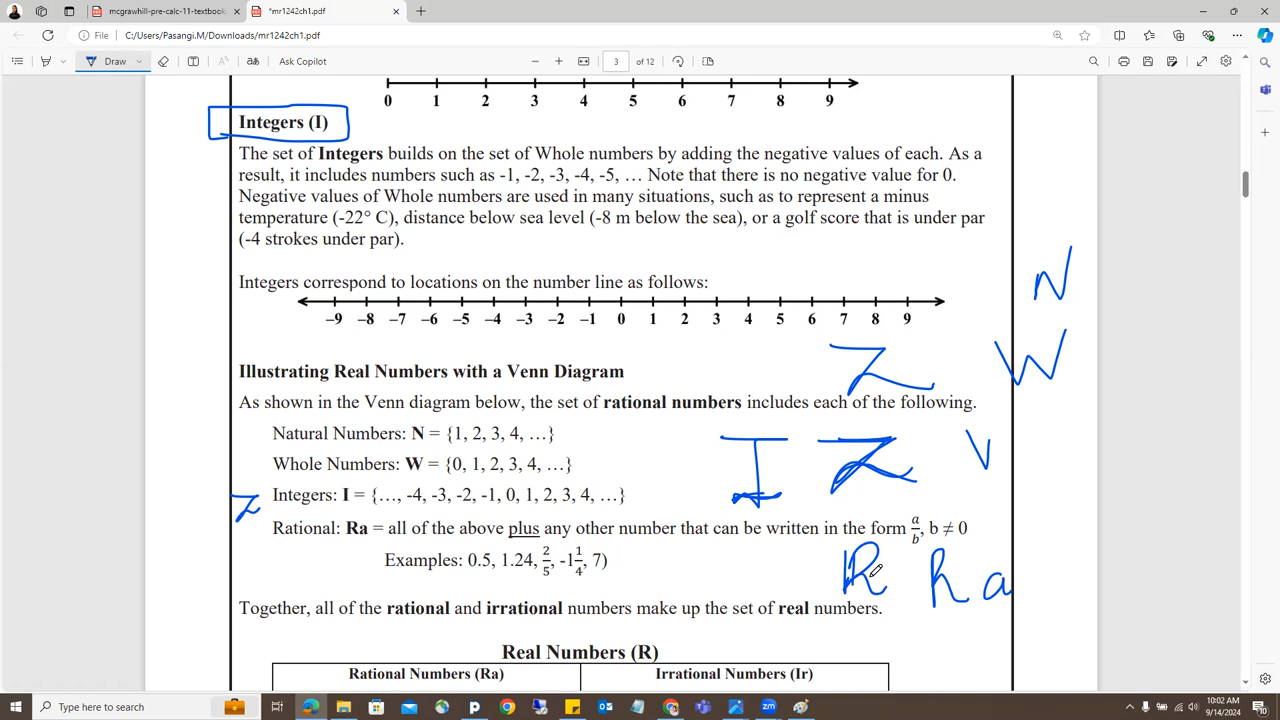 mcgrawhill-pre-calc-11-textbook
*mr1242ch1.pdf
File
C:/Users/Pasangi.M/Downloads/mr1242ch1.pdf
Draw
Ask Copilot
3
of 12
0 1 2 3 4 5 6 7 8 9
Integers (I)
The set of Integers builds on the set of Whole numbers by adding the negative values of each. As a
result, it includes numbers such as -1, -2, -3, -4, -5, … Note that there is no negative value for 0.
Negative values of Whole numbers are used in many situations, such as to represent a minus
temperature (-22° C), distance below sea level (-8 m below the sea), or a golf score that is under par
(-4 strokes under par).
N
Integers correspond to locations on the number line as follows:
–9 –8 –7 –6 –5 –4 –3 –2 –1 0 1 2 3 4 5 6 7 8 9
Z W
Illustrating Real Numbers with a Venn Diagram
As shown in the Venn diagram below, the set of rational numbers includes each of the following.
Natural Numbers: N = {1, 2, 3, 4, …}
I Z V
Whole Numbers: W = {0, 1, 2, 3, 4, …}
Z Integers: I = {…, -4, -3, -2, -1, 0, 1, 2, 3, 4, …}
Rational: Ra = all of the above plus any other number that can be written in the form a/b, b ≠ 0
Examples: 0.5, 1.24, 2/5, -1 1/4, 7)
R Ra
Together, all of the rational and irrational numbers make up the set of real numbers.
Real Numbers (R)
Rational Numbers (Ra) Irrational Numbers (Ir)
Type here to search
10:02 AM
9/14/2024